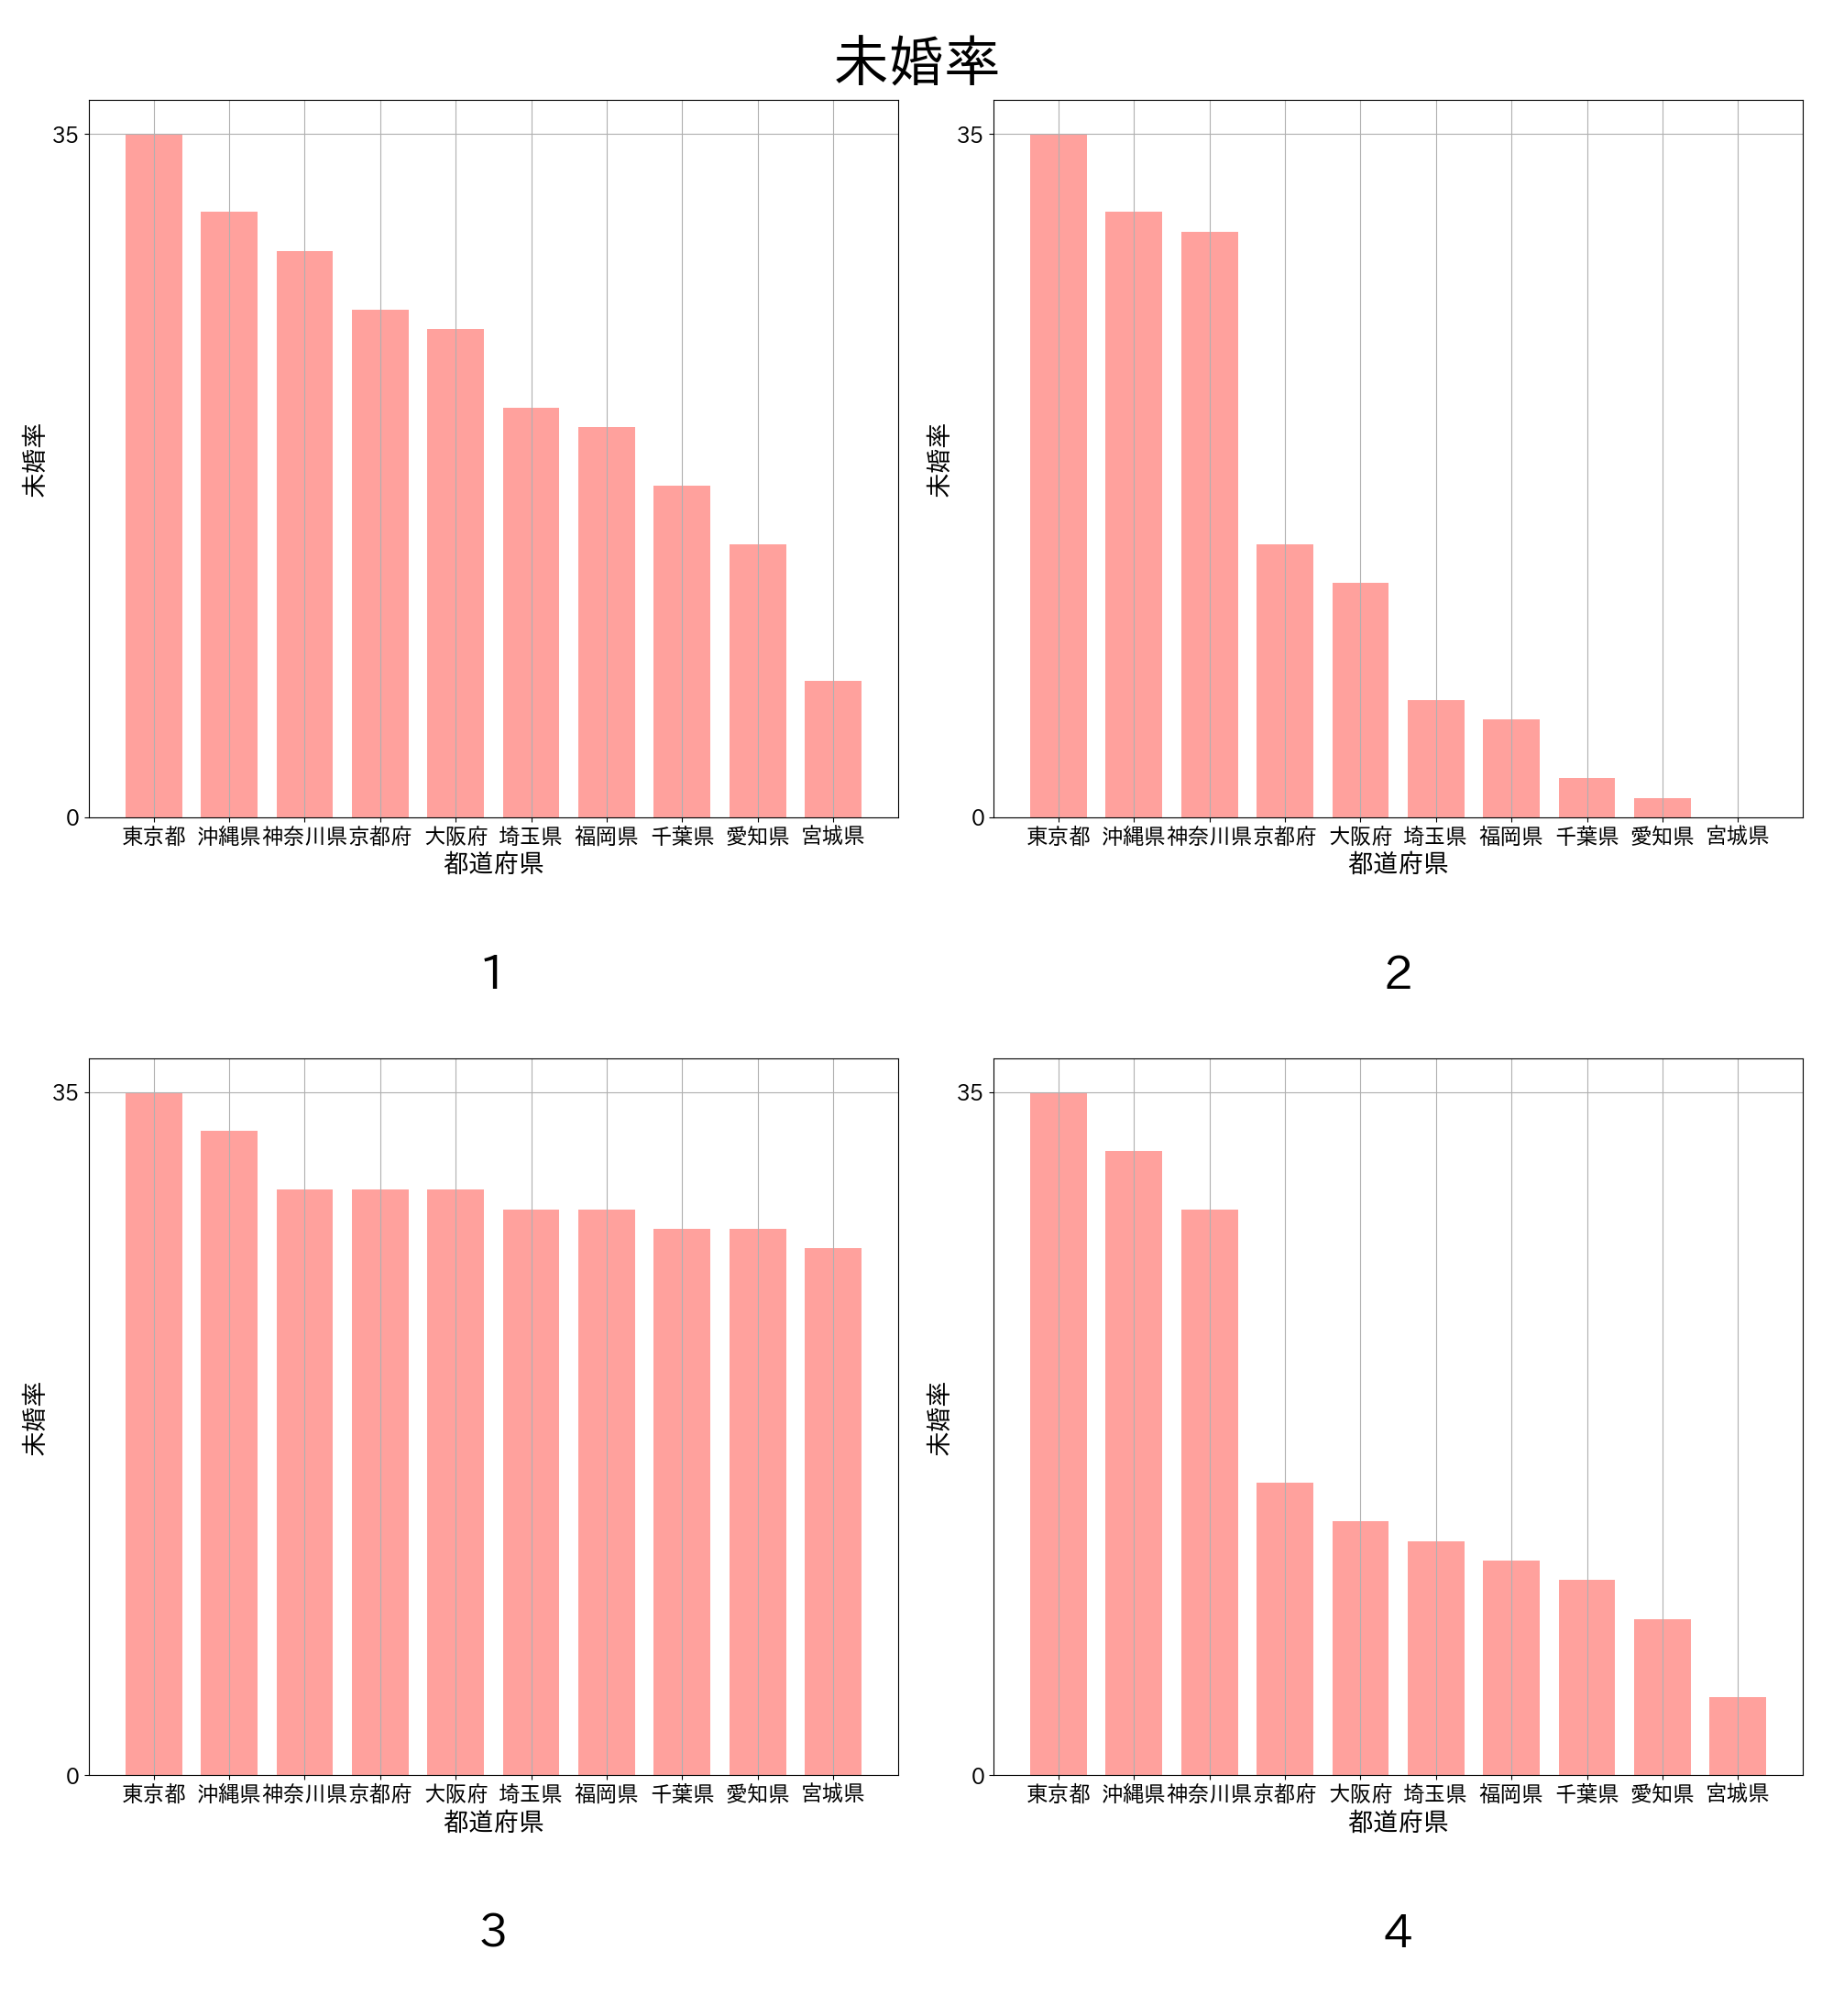 未婚率
35
0
未婚率
東京都 沖縄県 神奈川県 京都府 大阪府 埼玉県 福岡県 千葉県 愛知県 宮城県
都道府県
1
35
0
未婚率
東京都 沖縄県 神奈川県 京都府 大阪府 埼玉県 福岡県 千葉県 愛知県 宮城県
都道府県
2
35
0
未婚率
東京都 沖縄県 神奈川県 京都府 大阪府 埼玉県 福岡県 千葉県 愛知県 宮城県
都道府県
3
35
0
未婚率
東京都 沖縄県 神奈川県 京都府 大阪府 埼玉県 福岡県 千葉県 愛知県 宮城県
都道府県
4